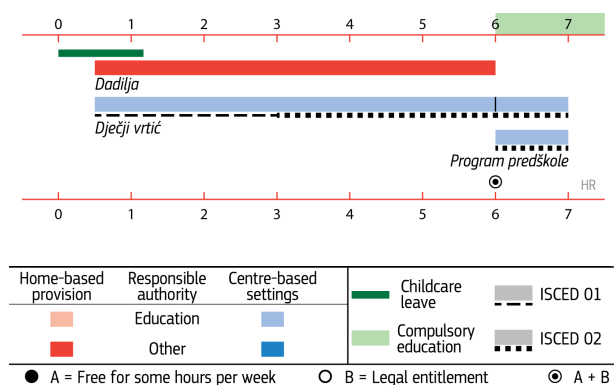 0 1 2 3 4 5 6 7
Dadilja
Dječji vrtić
Program predškole
HR
0 1 2 3 4 5 6 7
Home-based provision
Responsible authority
Centre-based settings
Education
Other
Childcare leave
Compulsory education
ISCED 01
ISCED 02
A = Free for some hours per week
B = Legal entitlement
A + B